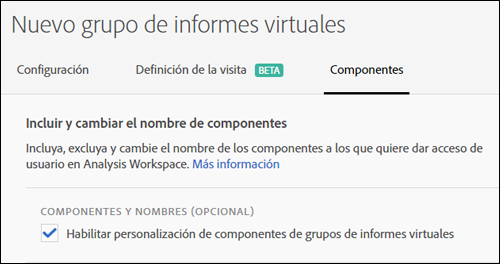 Nuevo grupo de informes virtuales
Configuración Definición de la visita BETA Componentes
Incluir y cambiar el nombre de componentes
Incluya, excluya y cambie el nombre de los componentes a los que quiere dar acceso de
usuario en Analysis Workspace. Más información
COMPONENTES Y NOMBRES (OPCIONAL)
Habilitar personalización de componentes de grupos de informes virtuales